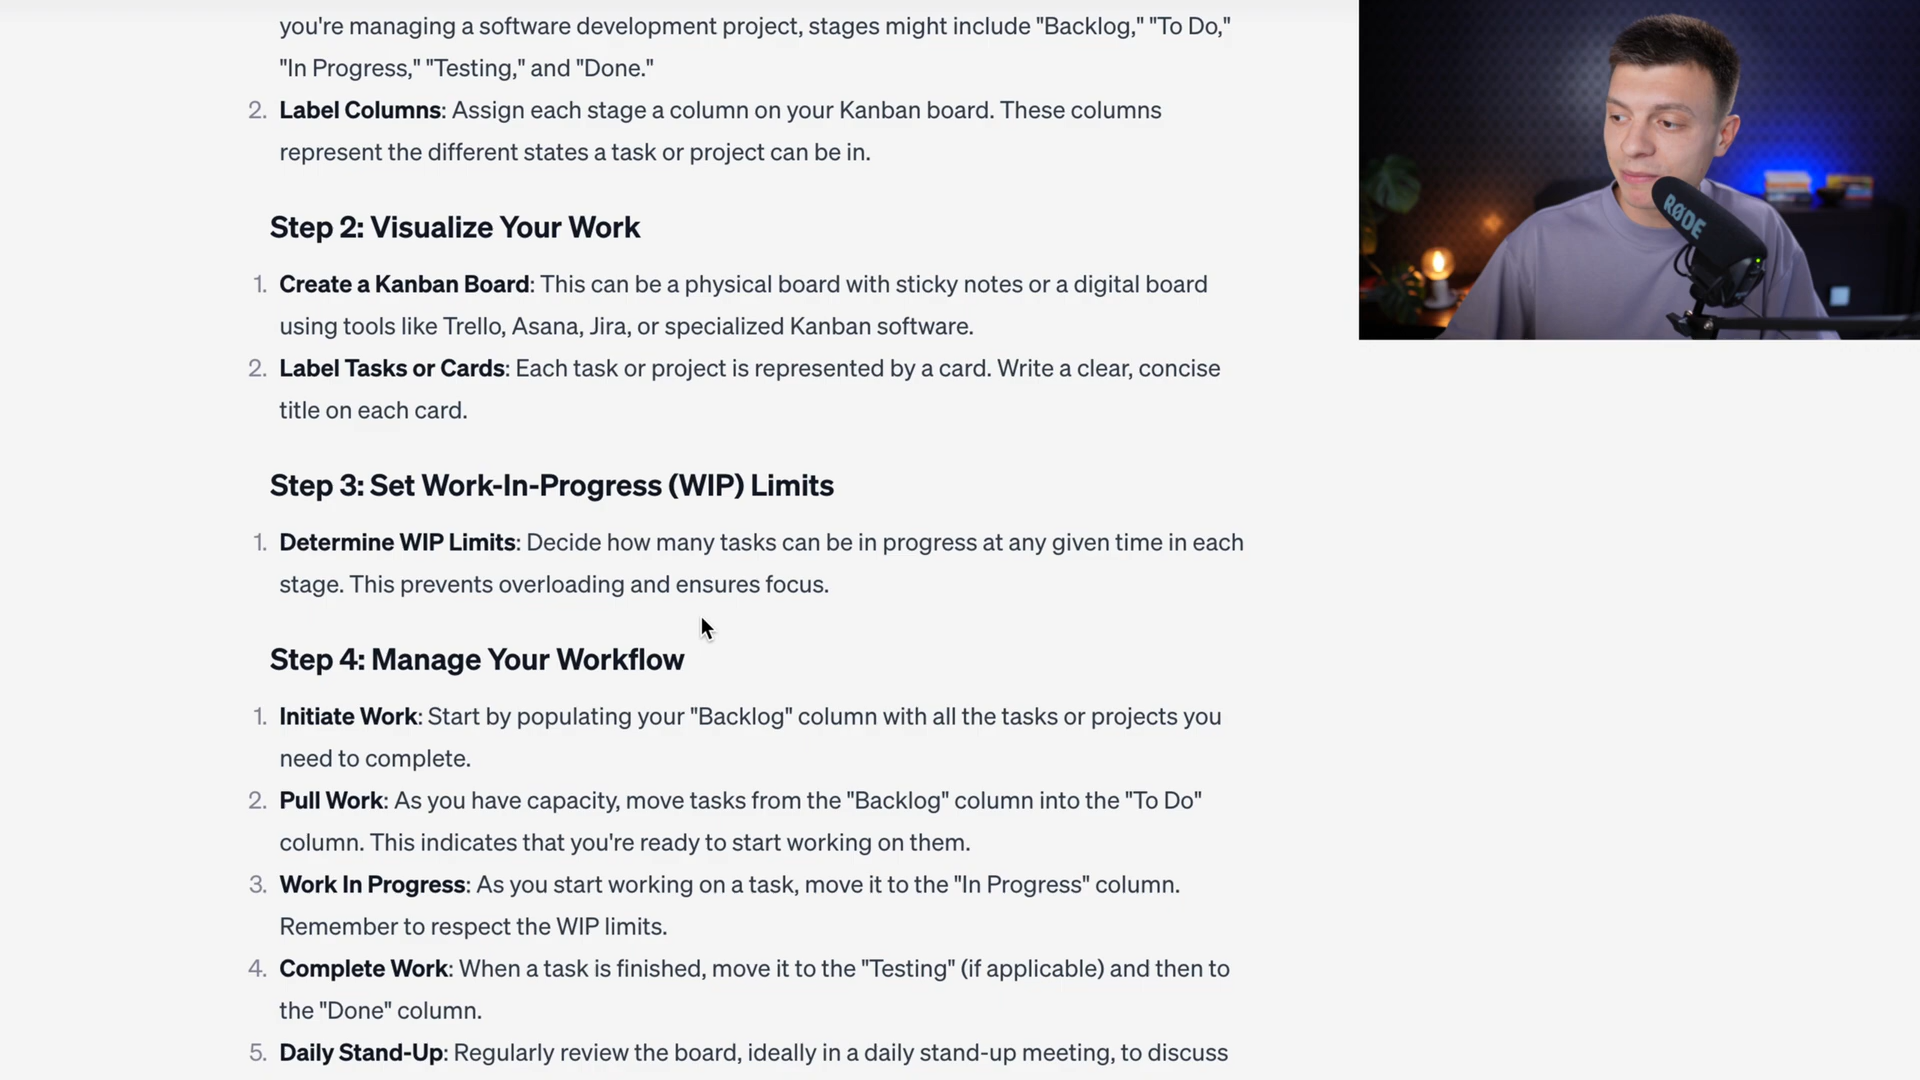 you're managing a software development project, stages might include "Backlog," "To Do,"
"In Progress," "Testing," and "Done."
2. Label Columns: Assign each stage a column on your Kanban board. These columns
represent the different states a task or project can be in.
Step 2: Visualize Your Work
1. Create a Kanban Board: This can be a physical board with sticky notes or a digital board
using tools like Trello, Asana, Jira, or specialized Kanban software.
2. Label Tasks or Cards: Each task or project is represented by a card. Write a clear, concise
title on each card.
Step 3: Set Work-In-Progress (WIP) Limits
1. Determine WIP Limits: Decide how many tasks can be in progress at any given time in each
stage. This prevents overloading and ensures focus.
Step 4: Manage Your Workflow
1. Initiate Work: Start by populating your "Backlog" column with all the tasks or projects you
need to complete.
2. Pull Work: As you have capacity, move tasks from the "Backlog" column into the "To Do"
column. This indicates that you're ready to start working on them.
3. Work In Progress: As you start working on a task, move it to the "In Progress" column.
Remember to respect the WIP limits.
4. Complete Work: When a task is finished, move it to the "Testing" (if applicable) and then to
the "Done" column.
5. Daily Stand-Up: Regularly review the board, ideally in a daily stand-up meeting, to discuss
RØDE